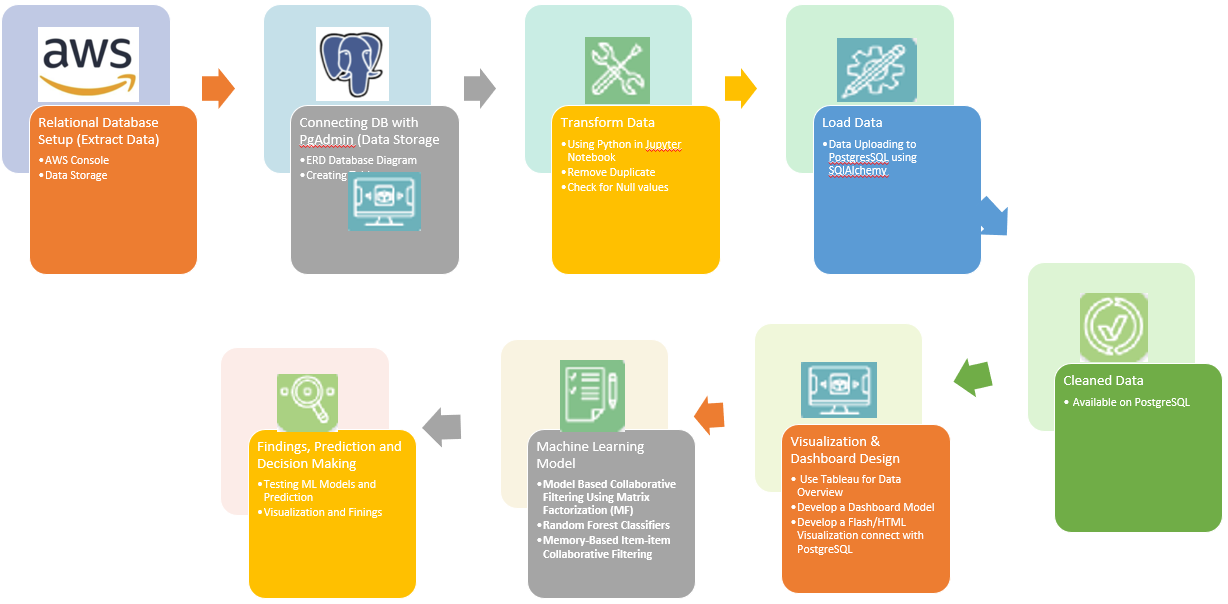 aws
Relational Database
Setup (Extract Data)
•AWS Console
•Data Storage
Connecting DB with
PgAdmin (Data Storage
•ERD Database Diagram
•Creating
Transform Data
•Using Python in Jupyter
Notebook
•Remove Duplicate
•Check for Null values
Load Data
•Data Uploading to
PostgresSQL using
SQlAlchemy
Cleaned Data
• Available on PostgreSQL
Visualization &
Dashboard Design
• Use Tableau for Data
Overview
•Develop a Dashboard Model
•Develop a Flash/HTML
Visualization connect with
PostgreSQL
Machine Learning
Model
•Model Based Collaborative
Filtering Using Matrix
Factorization (MF)
•Random Forest Classifiers
•Memory-Based Item-item
Collaborative Filtering
Findings, Prediction and
Decision Making
•Testing ML Models and
Prediction
•Visualization and Finings